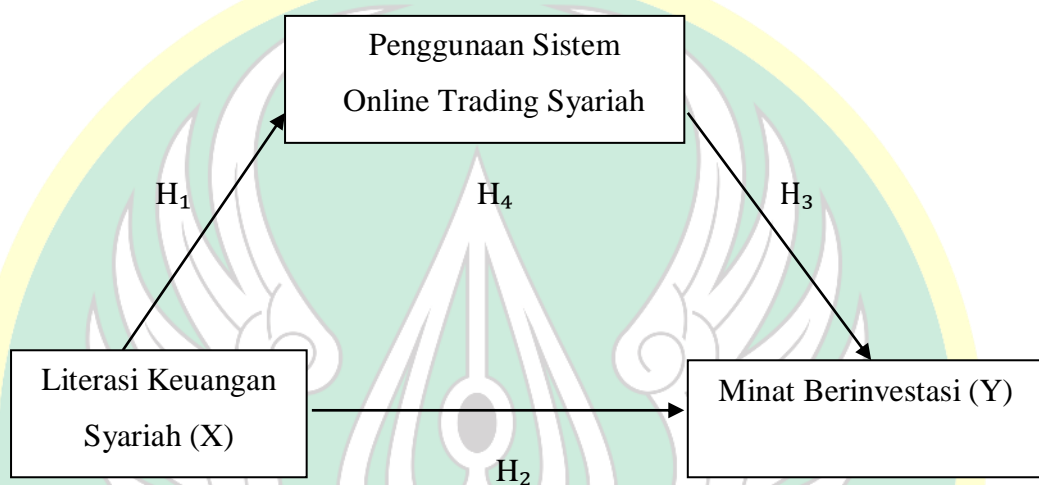 Penggunaan Sistem
Online Trading Syariah
H₁
H₄
H₃
Literasi Keuangan
Syariah (X)
Minat Berinvestasi (Y)
H₂